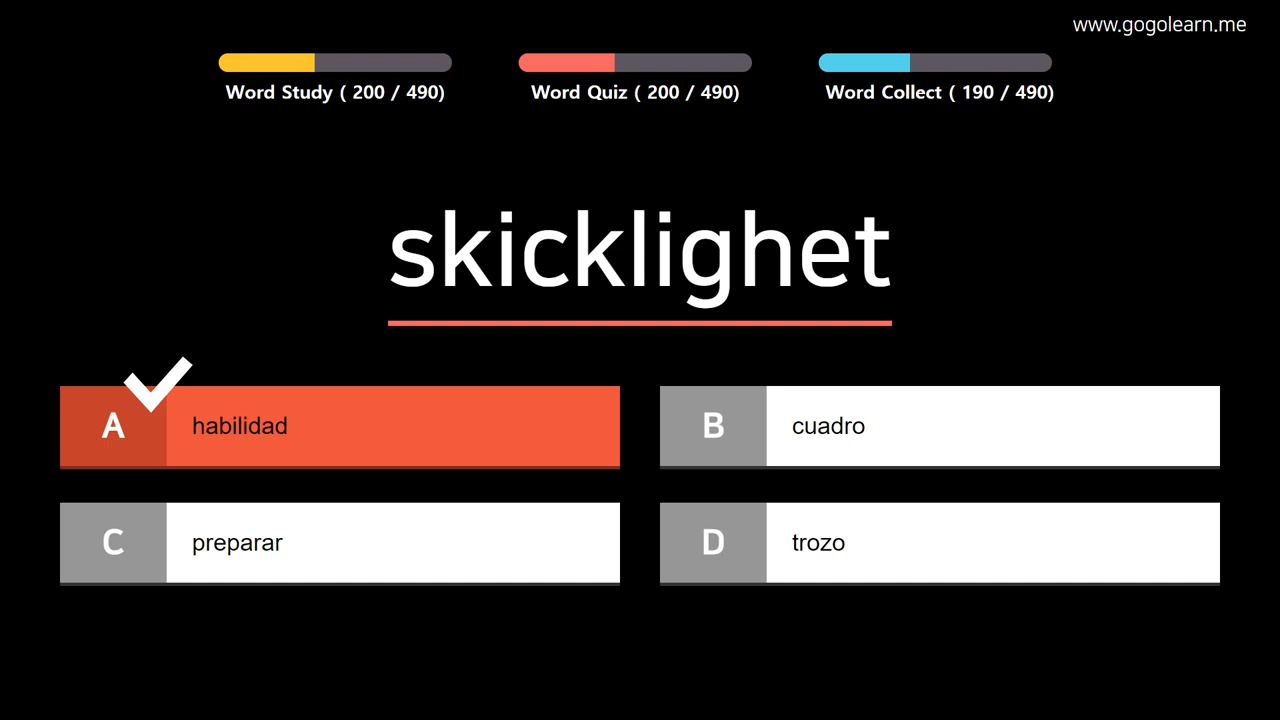 www.gogolearn.me
Word Study ( 200 / 490)
Word Quiz ( 200 / 490)
Word Collect ( 190 / 490)
skicklighet
A habilidad
B cuadro
C preparar
D trozo